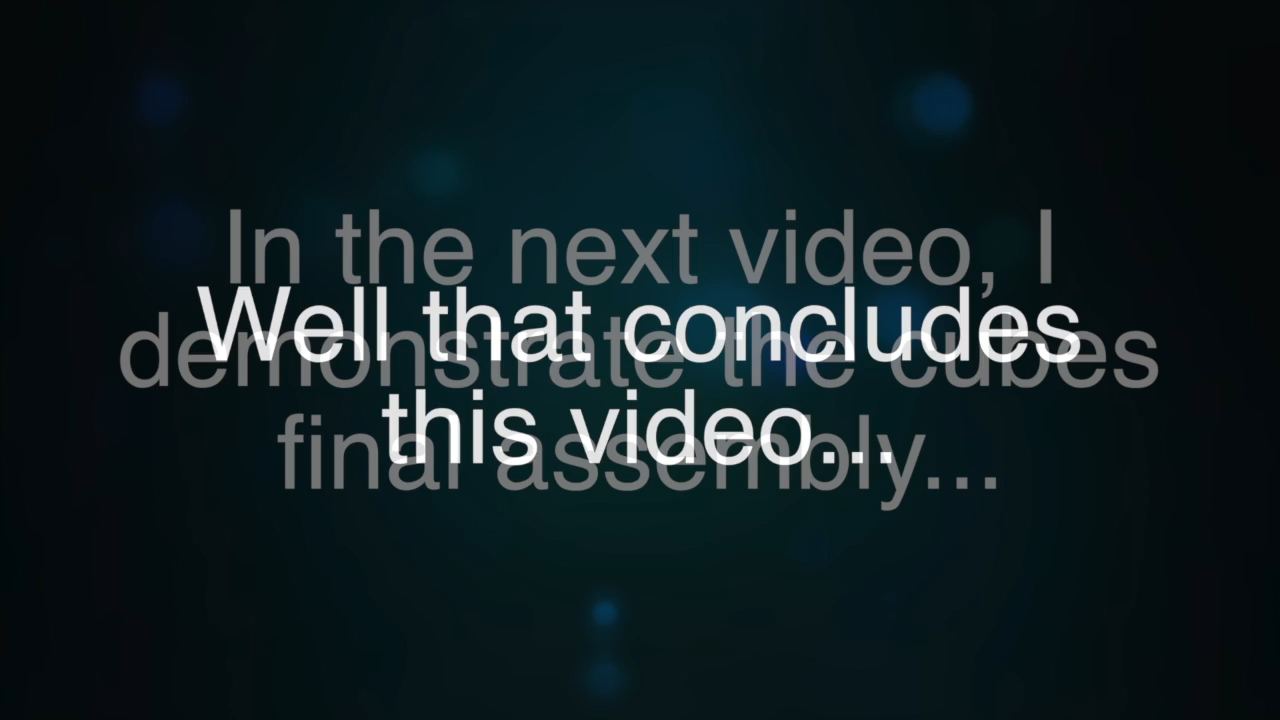 In the next video, I
demonstrate the cubes
final assembly...
Well that concludes
this video...